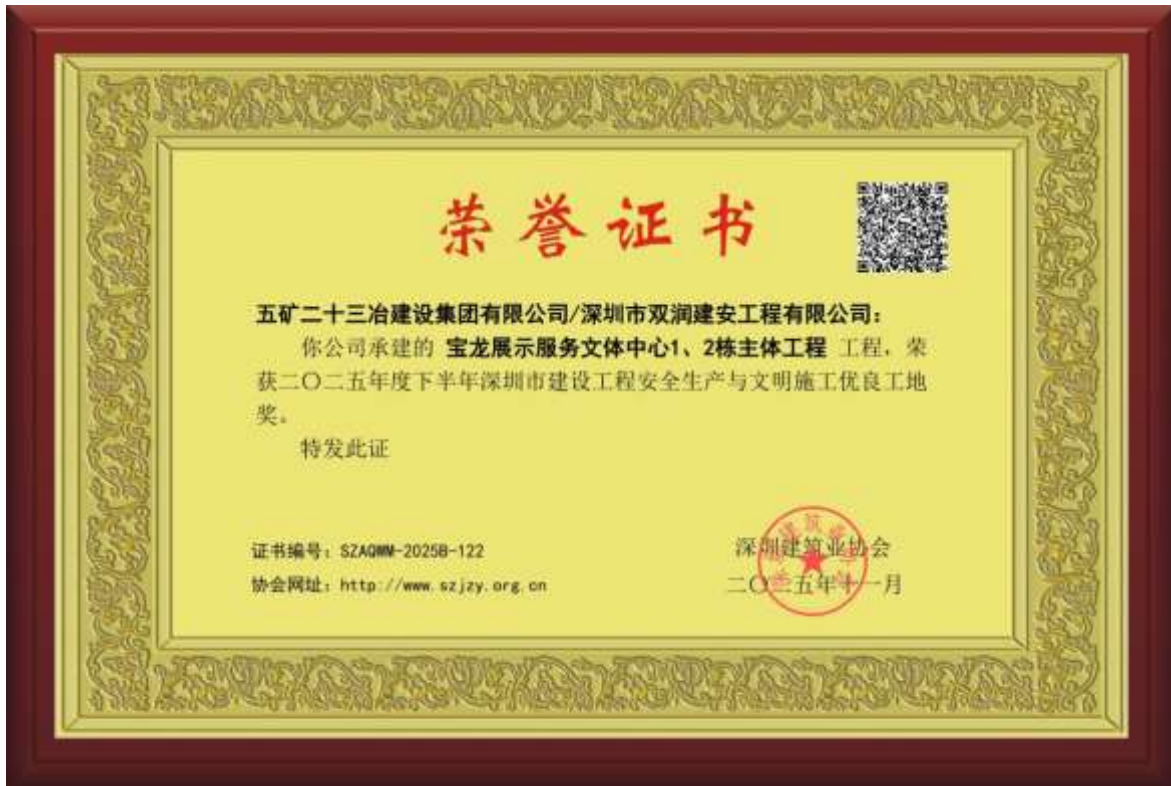 荣誉证书
五矿二十三冶建设集团有限公司/深圳市双润建安工程有限公司：
你公司承建的 宝龙展示服务文体中心1、2栋主体工程 工程，荣
获二〇二五年度下半年深圳市建设工程安全生产与文明施工优良工地
奖。
特发此证
证书编号：SZAQWM-2025B-122
深圳建筑业协会
协会网址：http://www.szjzy.org.cn
二〇二五年十一月